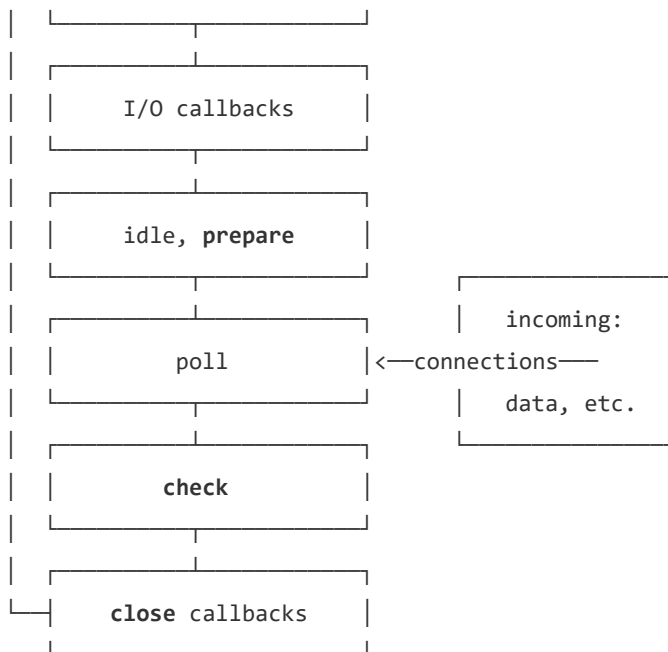 I/O callbacks
idle, prepare
incoming:
poll
<──connections───
data, etc.
check
close callbacks